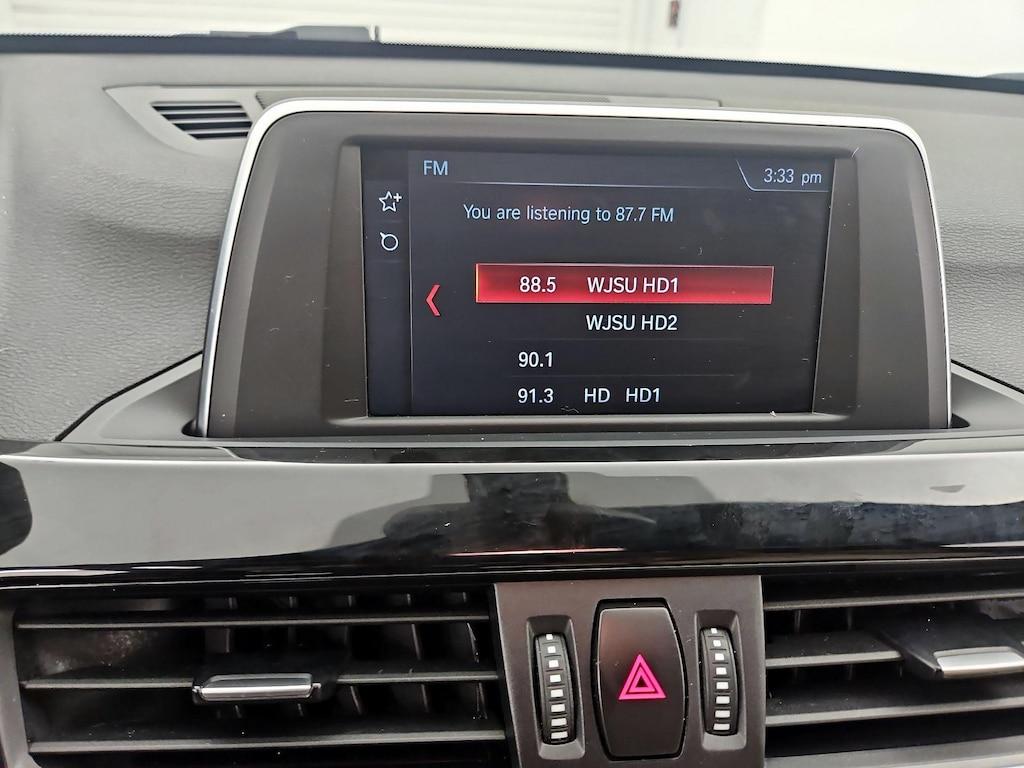 FM
3:33 pm
You are listening to 87.7 FM
88.5 WJSU HD1
WJSU HD2
90.1
91.3 HD HD1